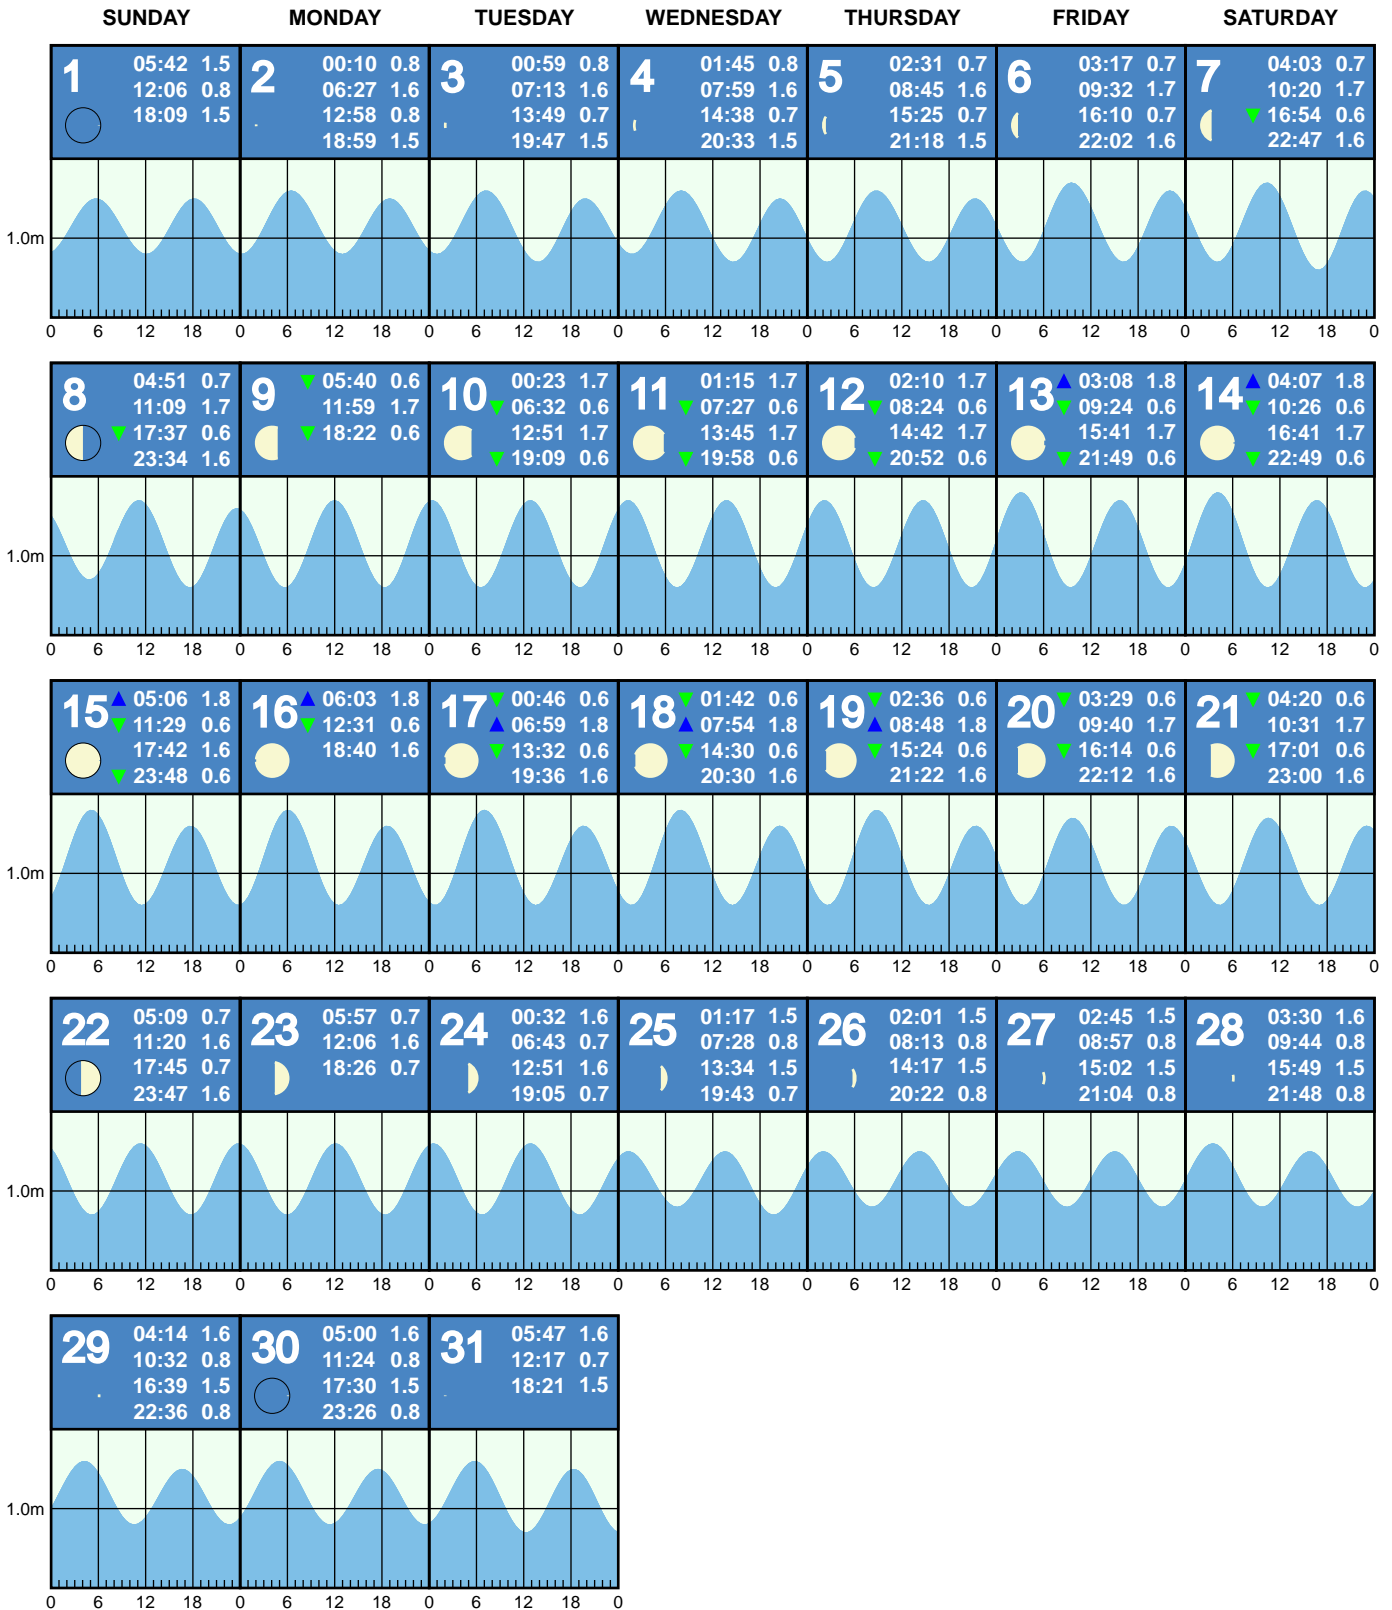 SUNDAY MONDAY TUESDAY WEDNESDAY THURSDAY FRIDAY SATURDAY
1
05:42 1.5
12:06 0.8
18:09 1.5
2
00:10 0.8
06:27 1.6
12:58 0.8
18:59 1.5
3
00:59 0.8
07:13 1.6
13:49 0.7
19:47 1.5
4
01:45 0.8
07:59 1.6
14:38 0.7
20:33 1.5
5
02:31 0.7
08:45 1.6
15:25 0.7
21:18 1.5
6
03:17 0.7
09:32 1.7
16:10 0.7
22:02 1.6
7
04:03 0.7
10:20 1.7
▼ 16:54 0.6
22:47 1.6
1.0m
0 6 12 18 0 6 12 18 0 6 12 18 0 6 12 18 0 6 12 18 0 6 12 18 0 6 12 18 0
8
04:51 0.7
11:09 1.7
▼ 17:37 0.6
23:34 1.6
9
▼ 05:40 0.6
11:59 1.7
▼ 18:22 0.6
10
00:23 1.7
▼ 06:32 0.6
12:51 1.7
▼ 19:09 0.6
11
01:15 1.7
▼ 07:27 0.6
13:45 1.7
▼ 19:58 0.6
12
02:10 1.7
▼ 08:24 0.6
14:42 1.7
▼ 20:52 0.6
13
▲ 03:08 1.8
▼ 09:24 0.6
15:41 1.7
▼ 21:49 0.6
14
▲ 04:07 1.8
▼ 10:26 0.6
16:41 1.7
▼ 22:49 0.6
1.0m
0 6 12 18 0 6 12 18 0 6 12 18 0 6 12 18 0 6 12 18 0 6 12 18 0 6 12 18 0
15
▲ 05:06 1.8
▼ 11:29 0.6
17:42 1.6
▼ 23:48 0.6
16
▲ 06:03 1.8
▼ 12:31 0.6
18:40 1.6
17
▼ 00:46 0.6
▲ 06:59 1.8
▼ 13:32 0.6
19:36 1.6
18
▼ 01:42 0.6
▲ 07:54 1.8
▼ 14:30 0.6
20:30 1.6
19
▼ 02:36 0.6
▲ 08:48 1.8
▼ 15:24 0.6
21:22 1.6
20
▼ 03:29 0.6
09:40 1.7
▼ 16:14 0.6
22:12 1.6
21
▼ 04:20 0.6
10:31 1.7
▼ 17:01 0.6
23:00 1.6
1.0m
0 6 12 18 0 6 12 18 0 6 12 18 0 6 12 18 0 6 12 18 0 6 12 18 0 6 12 18 0
22
05:09 0.7
11:20 1.6
17:45 0.7
23:47 1.6
23
05:57 0.7
12:06 1.6
18:26 0.7
24
00:32 1.6
06:43 0.7
12:51 1.6
19:05 0.7
25
01:17 1.5
07:28 0.8
13:34 1.5
19:43 0.7
26
02:01 1.5
08:13 0.8
14:17 1.5
20:22 0.8
27
02:45 1.5
08:57 0.8
15:02 1.5
21:04 0.8
28
03:30 1.6
09:44 0.8
15:49 1.5
21:48 0.8
1.0m
0 6 12 18 0 6 12 18 0 6 12 18 0 6 12 18 0 6 12 18 0 6 12 18 0 6 12 18 0
29
04:14 1.6
10:32 0.8
16:39 1.5
22:36 0.8
30
05:00 1.6
11:24 0.8
17:30 1.5
23:26 0.8
31
05:47 1.6
12:17 0.7
18:21 1.5
1.0m
0 6 12 18 0 6 12 18 0 6 12 18 0